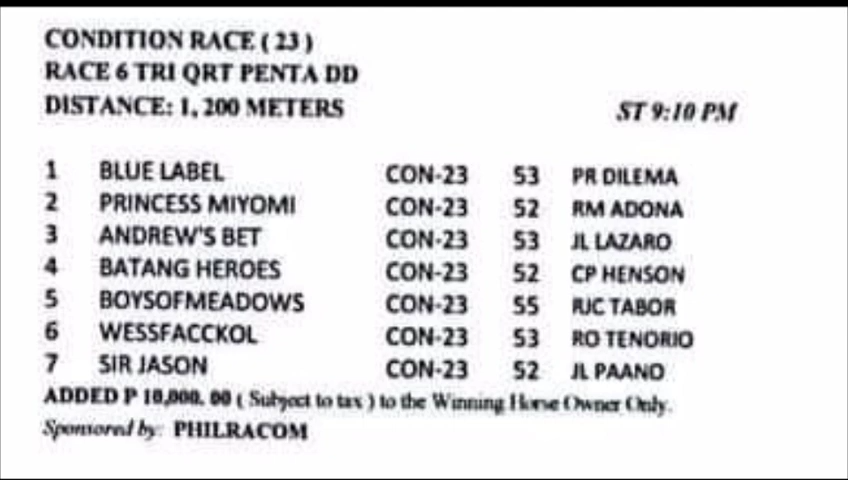 CONDITION RACE ( 23 )
RACE 6 TRI QRT PENTA DD
DISTANCE: 1, 200 METERS ST 9:10 PM
1 BLUE LABEL CON-23 53 PR DILEMA
2 PRINCESS MIYOMI CON-23 52 RM ADONA
3 ANDREW'S BET CON-23 53 JL LAZARO
4 BATANG HEROES CON-23 52 CP HENSON
5 BOYSOFMEADOWS CON-23 55 RJC TABOR
6 WESSFACCKOL CON-23 53 RO TENORIO
7 SIR JASON CON-23 52 JL PAANO
ADDED P 10,000. 00 ( Subject to tax ) to the Winning Horse Owner Only.
Sponsored by: PHILRACOM